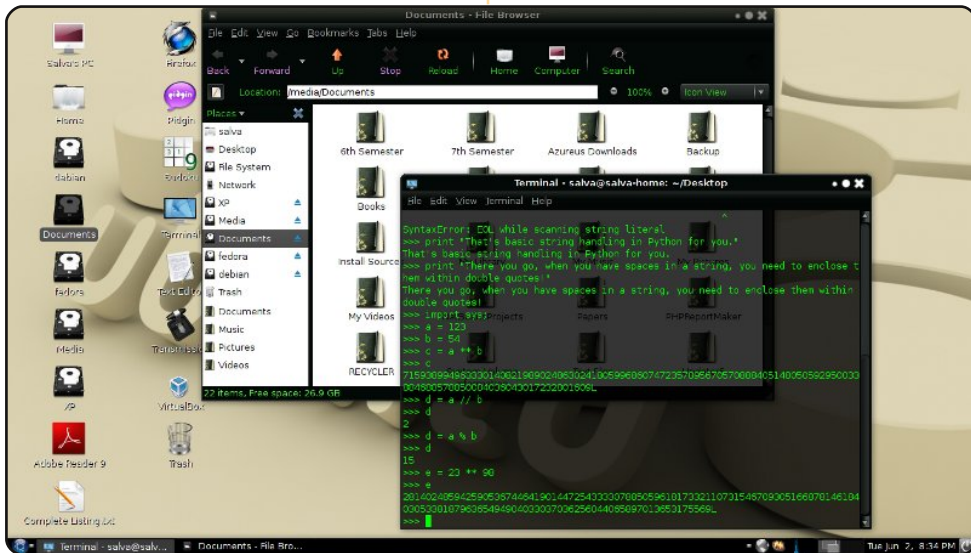 Salva's PC
Firefox
Home
Pidgin
debian
Sudoku
Documents
Terminal
fedora
Text Edito
Media
Transmissi
XP
VirtualBox
Adobe Reader 9
Trash
Complete Listing.txt
Documents - File Browser
File Edit View Go Bookmarks Tabs Help
Back Forward Up Stop Reload Home Computer Search
Location: /media/Documents 100% Icon View
Places
salva
Desktop
File System
Network
XP
Media
Documents
fedora
debian
Trash
Documents
Music
Pictures
Videos
6th Semester 7th Semester Azureus Downloads Backup
Books
Install Source
My Videos Projects Papers PHPReportMaker
RECYCLER
22 items, Free space: 26.9 GB
Terminal - salva@salva-home: ~/Desktop
File Edit View Terminal Help
^
SyntaxError: EOL while scanning string literal
>>> print "That's basic string handling in Python for you."
That's basic string handling in Python for you.
>>> print "There you go, when you have spaces in a string, you need to enclose t
hem within double quotes!"
There you go, when you have spaces in a string, you need to enclose them within
double quotes!
>>> import sys;
>>> a = 123
>>> b = 54
>>> c = a ** b
>>> c
>>> d = a // b
>>> d
2
>>> d = a % b
>>> d
15
>>> e = 23 ** 98
>>> e
>>>
Terminal - salva@salv...
Documents - File Bro...
Tue Jun 2, 8:34 PM